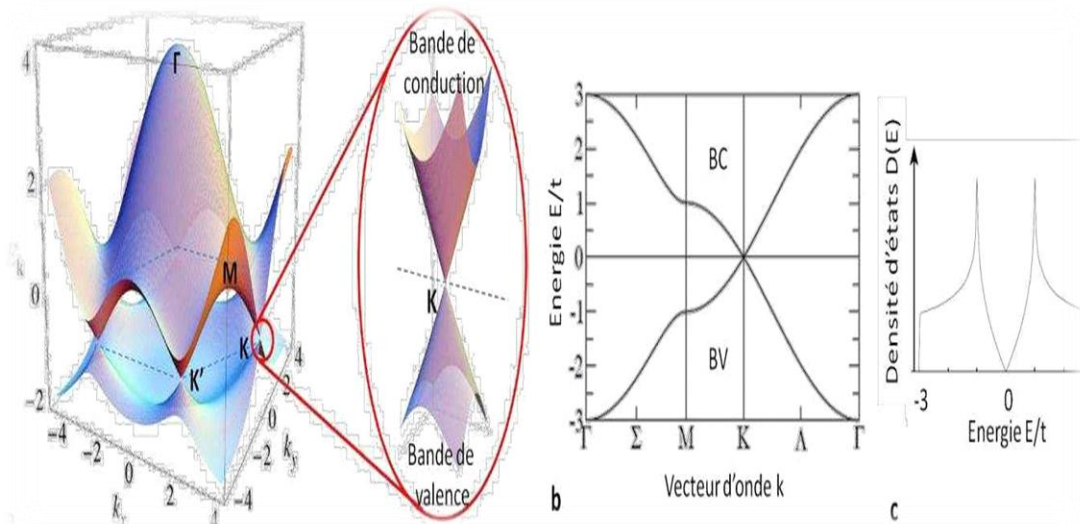 4
2
0
−2
−4
−2
0
2
4
k_x
−4
−2
0
2
4
k_y
Γ
M
K
K'
Bande de
conduction
K
Bande de
valence
Energie E/t
3
2
1
0
-1
-2
-3
BC
BV
Γ Σ M K Λ Γ
Vecteur d'onde k
b
Densité d'états D(E)
-3 0
Energie E/t
c